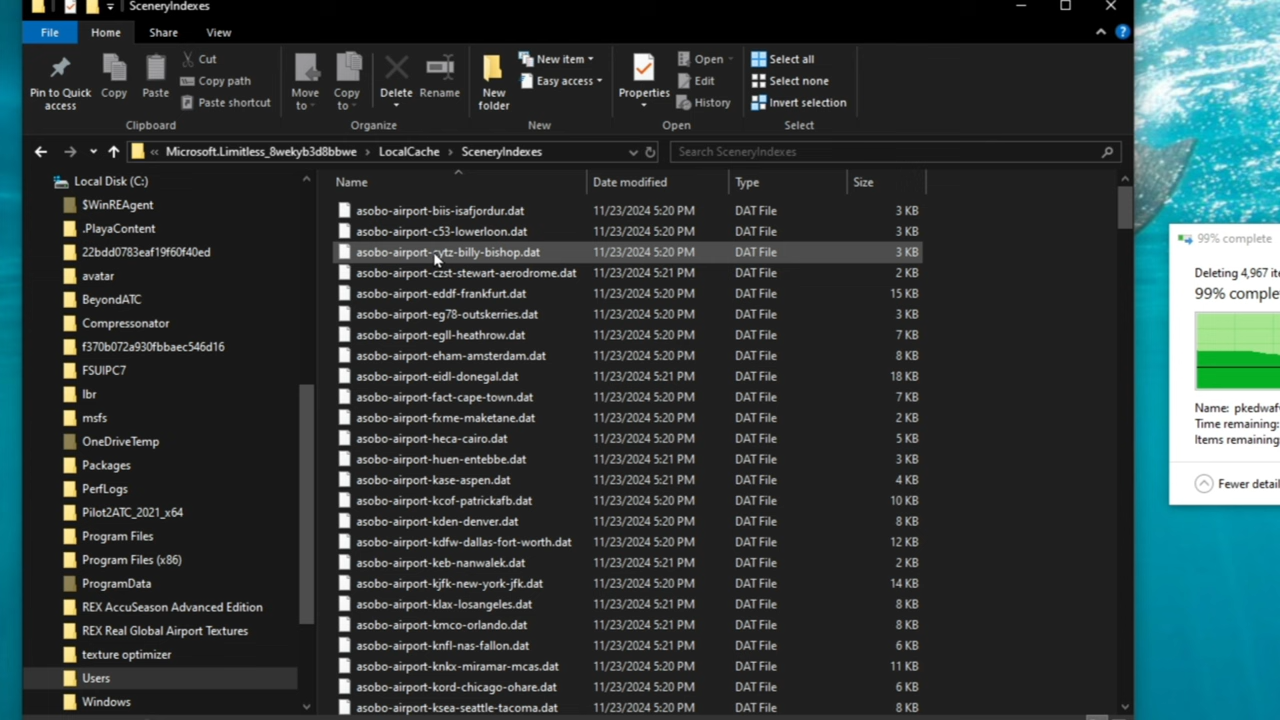 SceneryIndexes
File
Home
Share
View
Pin to Quick access
Copy
Paste
Cut
Copy path
Paste shortcut
Clipboard
Move to
Copy to
Delete
Rename
Organize
New folder
New item
Easy access
New
Properties
Open
Edit
History
Open
Select all
Select none
Invert selection
Select
« Microsoft.Limitless_8wekyb3d8bbwe > LocalCache > SceneryIndexes
Search SceneryIndexes
Local Disk (C:)
$WinREAgent
.PlayaContent
22bdd0783eaf19f60f40ed
avatar
BeyondATC
Compressonator
f370b072a930fbbaec546d16
FSUIPC7
lbr
msfs
OneDriveTemp
Packages
PerfLogs
Pilot2ATC_2021_x64
Program Files
Program Files (x86)
ProgramData
REX AccuSeason Advanced Edition
REX Real Global Airport Textures
texture optimizer
Users
Windows
Name Date modified Type Size
asobo-airport-biis-isafjordur.dat 11/23/2024 5:20 PM DAT File 3 KB
asobo-airport-c53-lowerloon.dat 11/23/2024 5:20 PM DAT File 3 KB
asobo-airport-cytz-billy-bishop.dat 11/23/2024 5:20 PM DAT File 3 KB
asobo-airport-czst-stewart-aerodrome.dat 11/23/2024 5:21 PM DAT File 2 KB
asobo-airport-eddf-frankfurt.dat 11/23/2024 5:20 PM DAT File 15 KB
asobo-airport-eg78-outskerries.dat 11/23/2024 5:20 PM DAT File 3 KB
asobo-airport-egll-heathrow.dat 11/23/2024 5:20 PM DAT File 7 KB
asobo-airport-eham-amsterdam.dat 11/23/2024 5:20 PM DAT File 8 KB
asobo-airport-eidl-donegal.dat 11/23/2024 5:21 PM DAT File 18 KB
asobo-airport-fact-cape-town.dat 11/23/2024 5:20 PM DAT File 7 KB
asobo-airport-fxme-maketane.dat 11/23/2024 5:20 PM DAT File 2 KB
asobo-airport-heca-cairo.dat 11/23/2024 5:20 PM DAT File 5 KB
asobo-airport-huen-entebbe.dat 11/23/2024 5:21 PM DAT File 3 KB
asobo-airport-kase-aspen.dat 11/23/2024 5:21 PM DAT File 4 KB
asobo-airport-kcof-patrickafb.dat 11/23/2024 5:20 PM DAT File 10 KB
asobo-airport-kden-denver.dat 11/23/2024 5:20 PM DAT File 8 KB
asobo-airport-kdfw-dallas-fort-worth.dat 11/23/2024 5:20 PM DAT File 12 KB
asobo-airport-keb-nanwalek.dat 11/23/2024 5:21 PM DAT File 2 KB
asobo-airport-kjfk-new-york-jfk.dat 11/23/2024 5:20 PM DAT File 14 KB
asobo-airport-klax-losangeles.dat 11/23/2024 5:21 PM DAT File 8 KB
asobo-airport-kmco-orlando.dat 11/23/2024 5:21 PM DAT File 8 KB
asobo-airport-knfl-nas-fallon.dat 11/23/2024 5:21 PM DAT File 6 KB
asobo-airport-knkx-miramar-mcas.dat 11/23/2024 5:20 PM DAT File 11 KB
asobo-airport-kord-chicago-ohare.dat 11/23/2024 5:20 PM DAT File 6 KB
asobo-airport-ksea-seattle-tacoma.dat 11/23/2024 5:20 PM DAT File 8 KB
99% complete
Deleting 4,967
99% comple
Name: pkedwaf
Time remaining:
Items remaining
Fewer detai